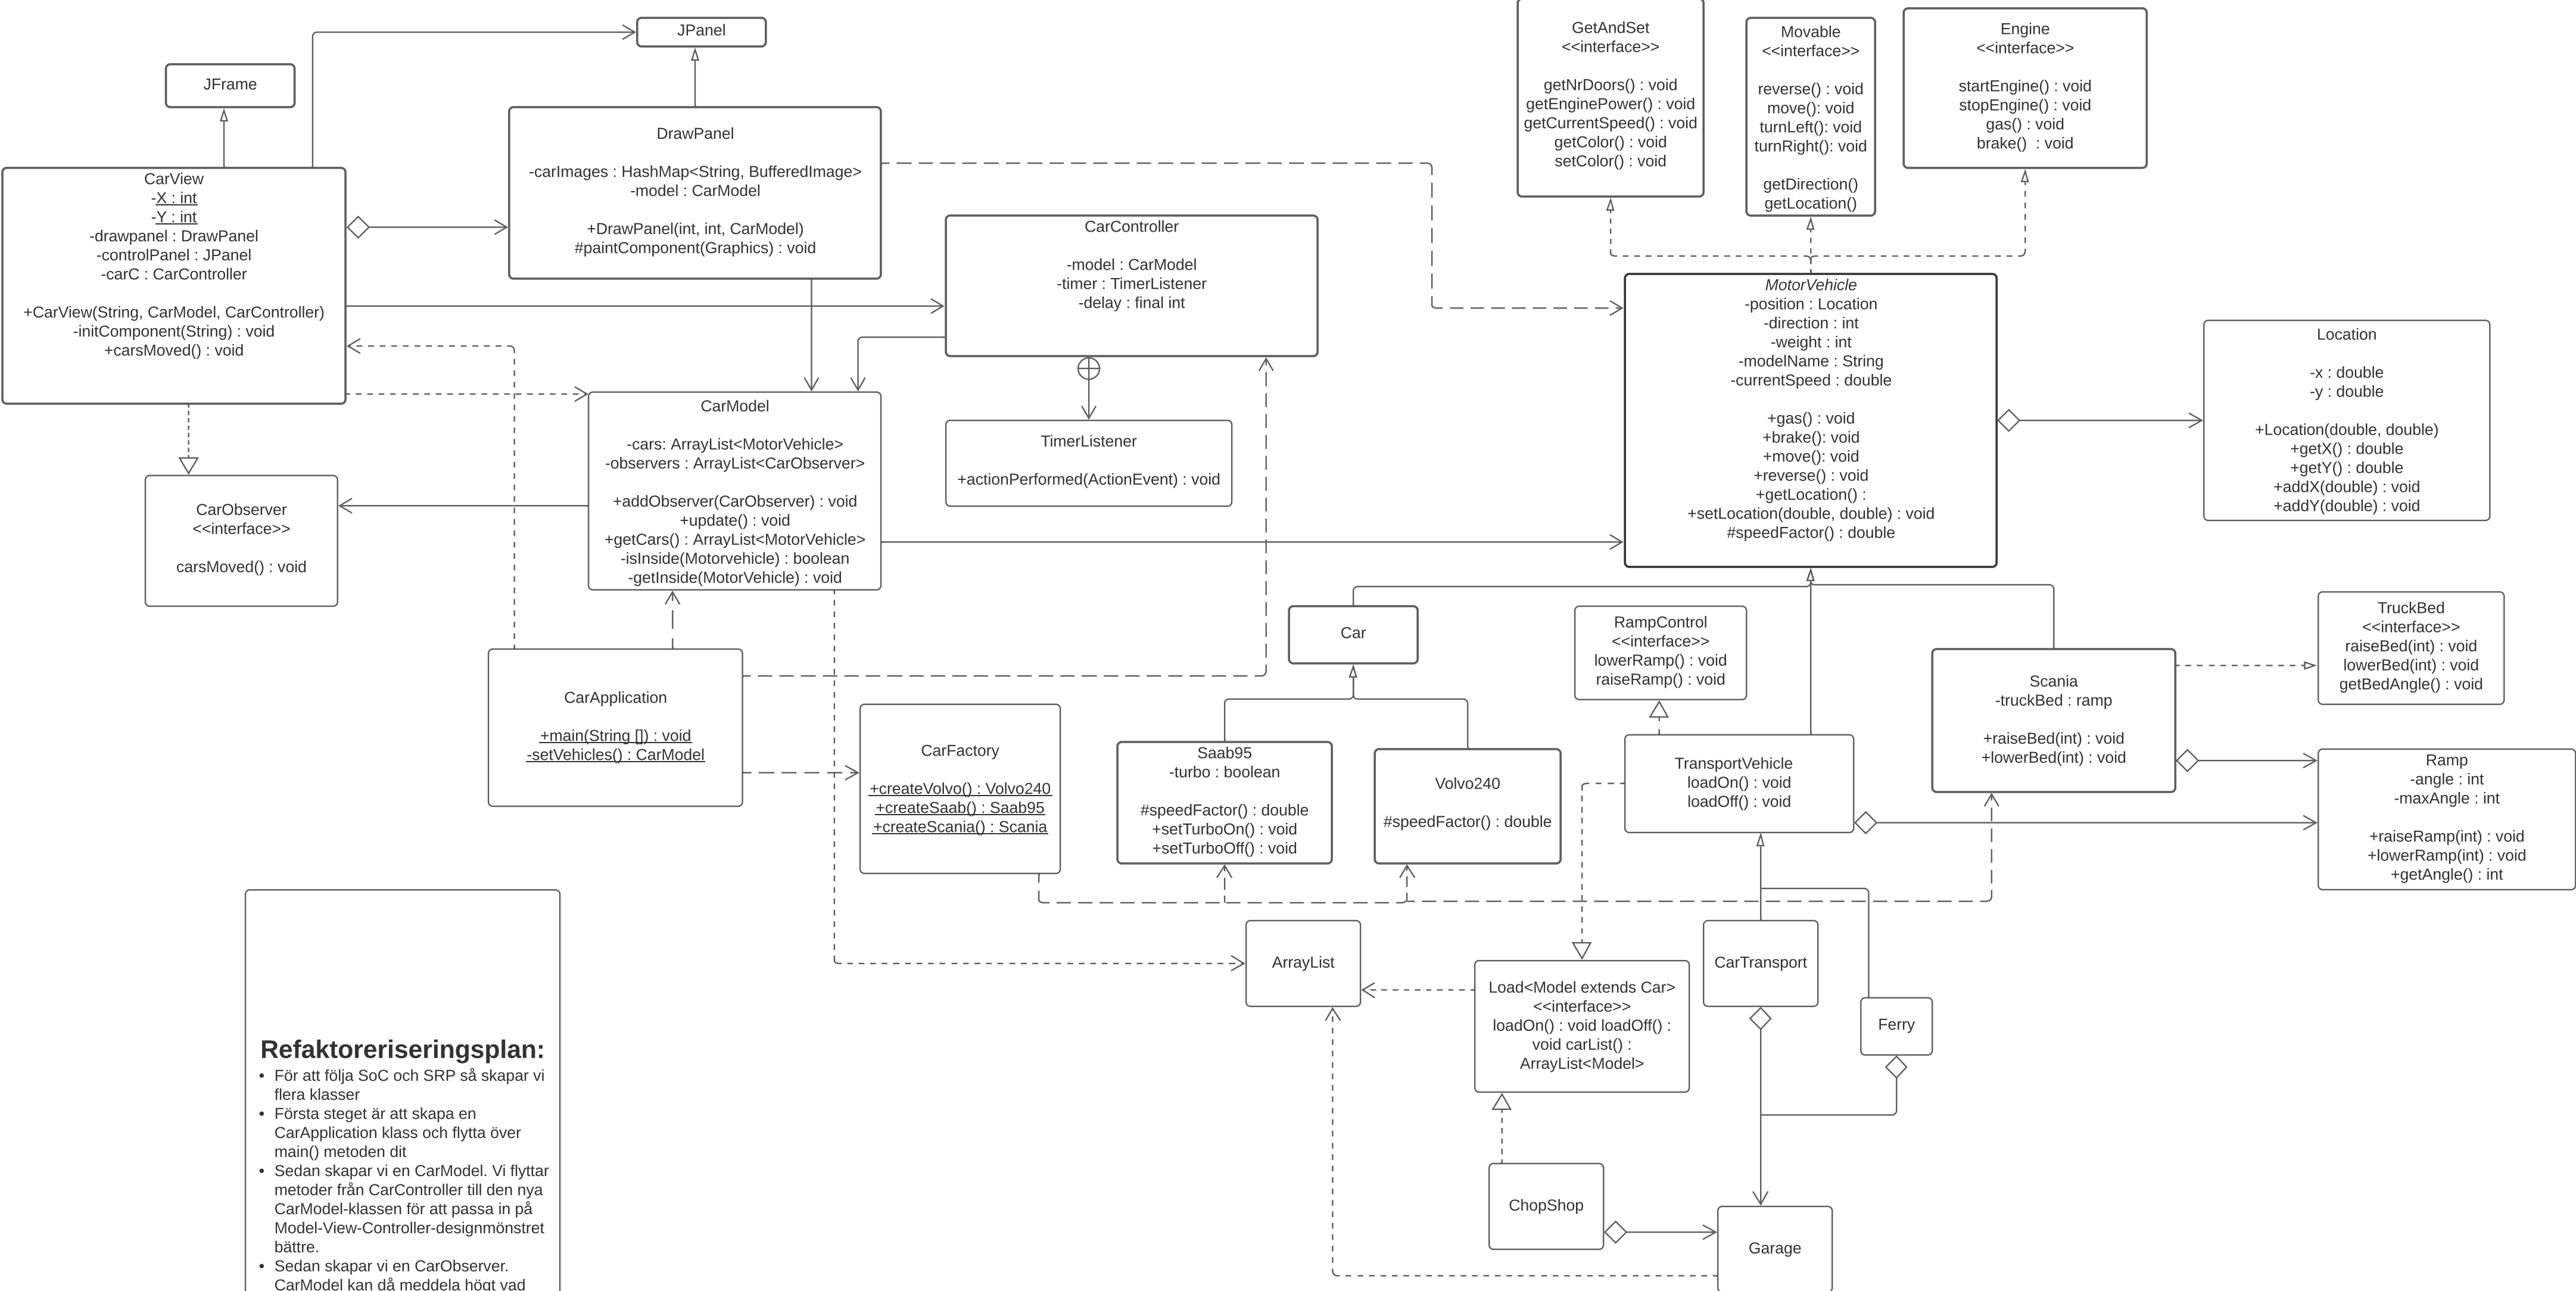 JPanel
JFrame
GetAndSet
<<interface>>
getNrDoors() : void
getEnginePower() : void
getCurrentSpeed() : void
getColor() : void
setColor() : void
Movable
<<interface>>
reverse() : void
move(): void
turnLeft(): void
turnRight(): void
getDirection()
getLocation()
Engine
<<interface>>
startEngine() : void
stopEngine() : void
gas() : void
brake() : void
CarView
-X : int
-Y : int
-drawpanel : DrawPanel
-controlPanel : JPanel
-carC : CarController
+CarView(String, CarModel, CarController)
-initComponent(String) : void
+carsMoved() : void
DrawPanel
-carImages : HashMap<String, BufferedImage>
-model : CarModel
+DrawPanel(int, int, CarModel)
#paintComponent(Graphics) : void
CarController
-model : CarModel
-timer : TimerListener
-delay : final int
MotorVehicle
-position : Location
-direction : int
-weight : int
-modelName : String
-currentSpeed : double
+gas() : void
+brake(): void
+move(): void
+reverse() : void
+getLocation() :
+setLocation(double, double) : void
#speedFactor() : double
Location
-x : double
-y : double
+Location(double, double)
+getX() : double
+getY() : double
+addX(double) : void
+addY(double) : void
CarModel
-cars: ArrayList<MotorVehicle>
-observers : ArrayList<CarObserver>
+addObserver(CarObserver) : void
+update() : void
+getCars() : ArrayList<MotorVehicle>
-isInside(Motorvehicle) : boolean
-getInside(MotorVehicle) : void
TimerListener
+actionPerformed(ActionEvent) : void
CarObserver
<<interface>>
carsMoved() : void
Car
RampControl
<<interface>>
lowerRamp() : void
raiseRamp() : void
Scania
-truckBed : ramp
+raiseBed(int) : void
+lowerBed(int) : void
TruckBed
<<interface>>
raiseBed(int) : void
lowerBed(int) : void
getBedAngle() : void
CarApplication
+main(String []) : void
-setVehicles() : CarModel
CarFactory
+createVolvo() : Volvo240
+createSaab() : Saab95
+createScania() : Scania
Saab95
-turbo : boolean
#speedFactor() : double
+setTurboOn() : void
+setTurboOff() : void
Volvo240
#speedFactor() : double
TransportVehicle
loadOn() : void
loadOff() : void
Ramp
-angle : int
-maxAngle : int
+raiseRamp(int) : void
+lowerRamp(int) : void
+getAngle() : int
ArrayList
Load<Model extends Car>
<<interface>>
loadOn() : void loadOff() :
void carList() :
ArrayList<Model>
CarTransport
Ferry
ChopShop
Garage
Refaktoreriseringsplan:
• För att följa SoC och SRP så skapar vi
flera klasser
• Första steget är att skapa en
CarApplication klass och flytta över
main() metoden dit
• Sedan skapar vi en CarModel. Vi flyttar
metoder från CarController till den nya
CarModel-klassen för att passa in på
Model-View-Controller-designmönstret
bättre.
• Sedan skapar vi en CarObserver.
CarModel kan då meddela högt vad